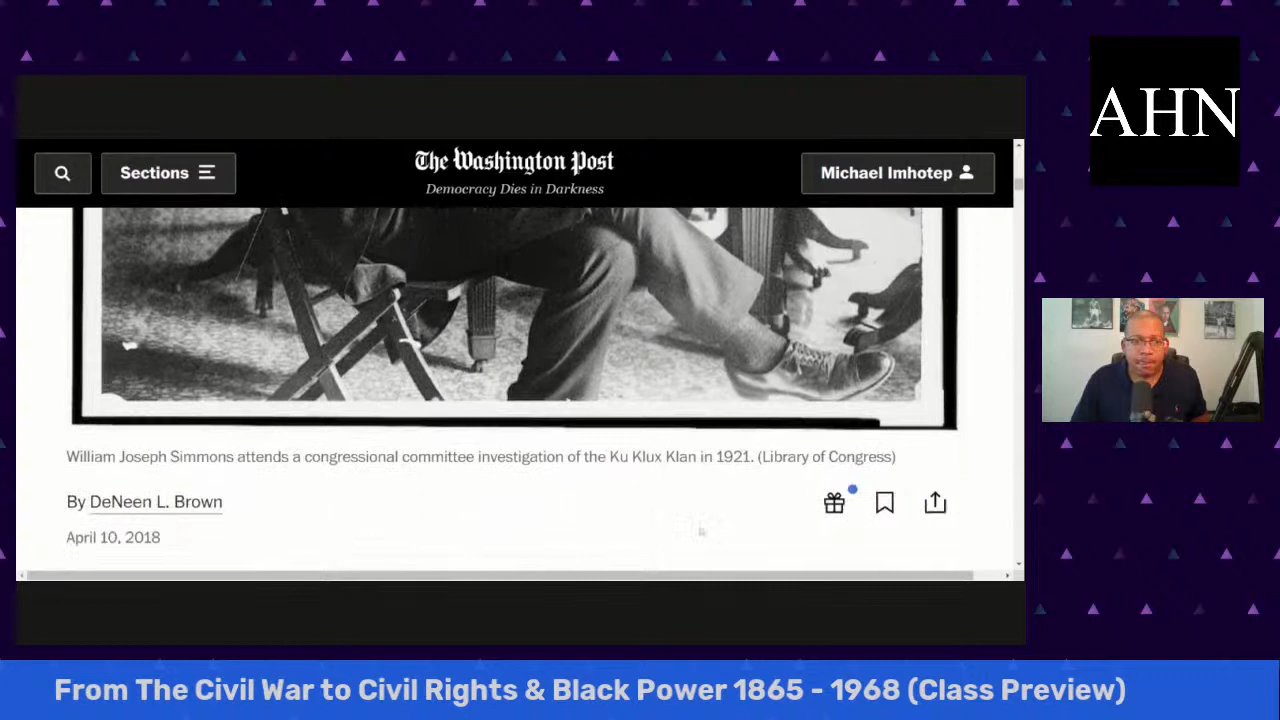 AHN
The Washington Post
Democracy Dies in Darkness
Sections
Michael Imhotep
William Joseph Simmons attends a congressional committee investigation of the Ku Klux Klan in 1921. (Library of Congress)
By DeNeen L. Brown
April 10, 2018
From The Civil War to Civil Rights & Black Power 1865 - 1968 (Class Preview)